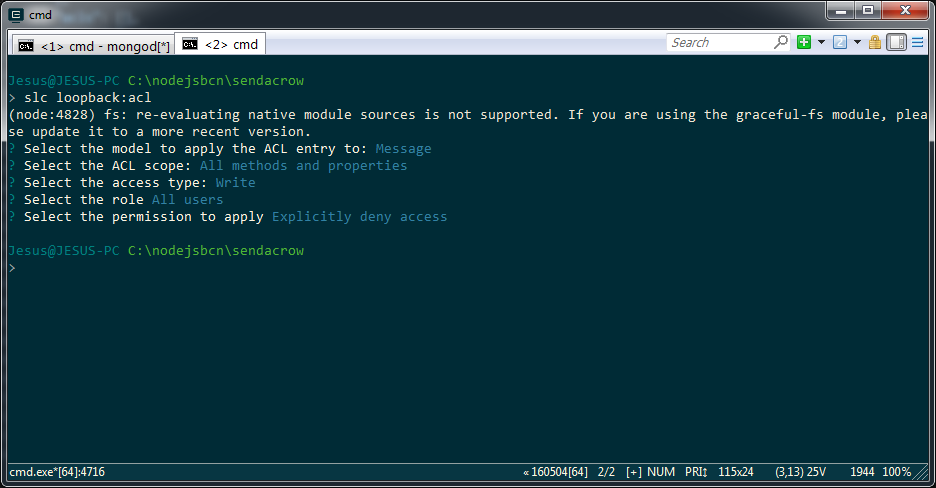 cmd
<1> cmd - mongod[*]
<2> cmd
Search
Jesus@JESUS-PC C:\nodejsbcn\sendacrow
> slc loopback:acl
(node:4828) fs: re-evaluating native module sources is not supported. If you are using the graceful-fs module, plea
se update it to a more recent version.
? Select the model to apply the ACL entry to: Message
? Select the ACL scope: All methods and properties
? Select the access type: Write
? Select the role All users
? Select the permission to apply Explicitly deny access
Jesus@JESUS-PC C:\nodejsbcn\sendacrow
>
cmd.exe*[64]:4716 « 160504[64] 2/2 [+] NUM PRI↕ 115x24 (3,13) 25V 1944 100%